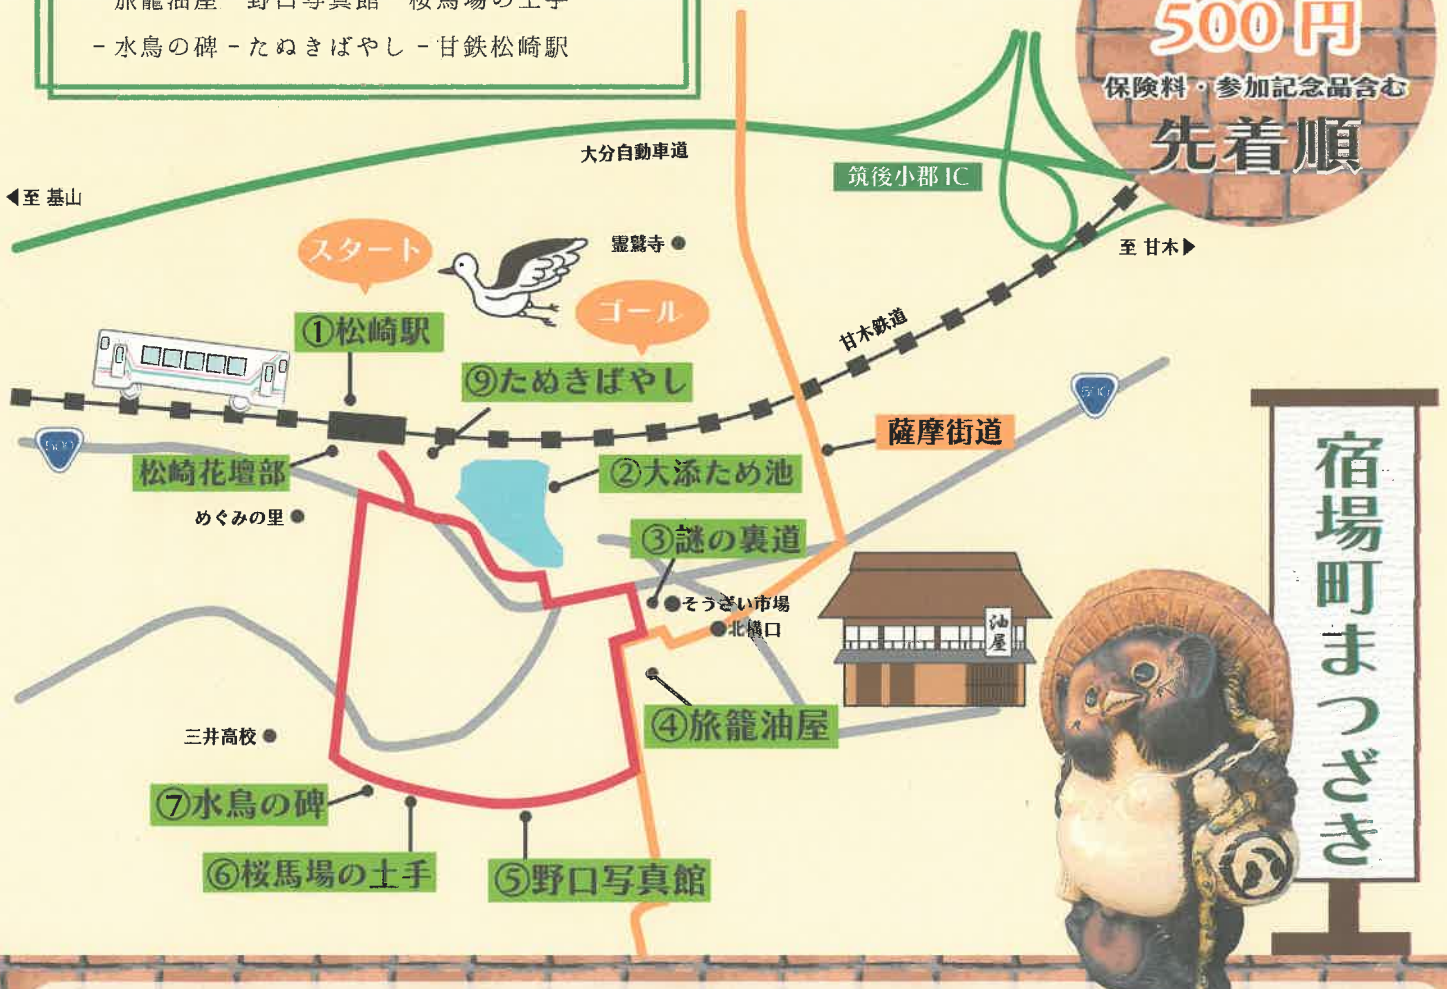 旅籠油屋 野口写真館 桜馬場の土手
- 水鳥の碑 - たぬきばやし - 甘鉄松崎駅
500円
保険料・参加記念品含む
先着順
大分自動車道
筑後小郡IC
◀至 基山
至 甘木▶
スタート
霊鷲寺
ゴール
①松崎駅
甘木鉄道
⑨たぬきばやし
500
500
薩摩街道
松崎花壇部
②大添ため池
めぐみの里
③謎の裏道
そうざい市場
北構口
油屋
④旅籠油屋
三井高校
⑦水鳥の碑
⑥桜馬場の土手
⑤野口写真館
宿場町まつざき